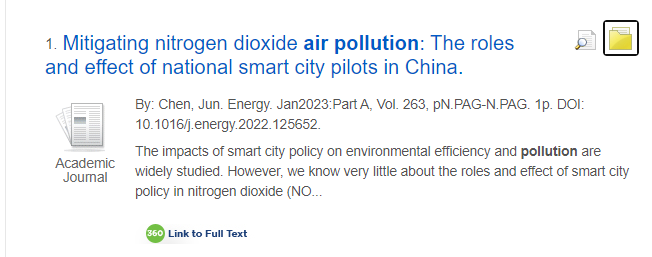 1. Mitigating nitrogen dioxide air pollution: The roles
and effect of national smart city pilots in China.
By: Chen, Jun. Energy. Jan2023:Part A, Vol. 263, pN.PAG-N.PAG. 1p. DOI:
10.1016/j.energy.2022.125652.
Academic
Journal
The impacts of smart city policy on environmental efficiency and pollution are
widely studied. However, we know very little about the roles and effect of smart city
policy in nitrogen dioxide (NO...
360 Link to Full Text